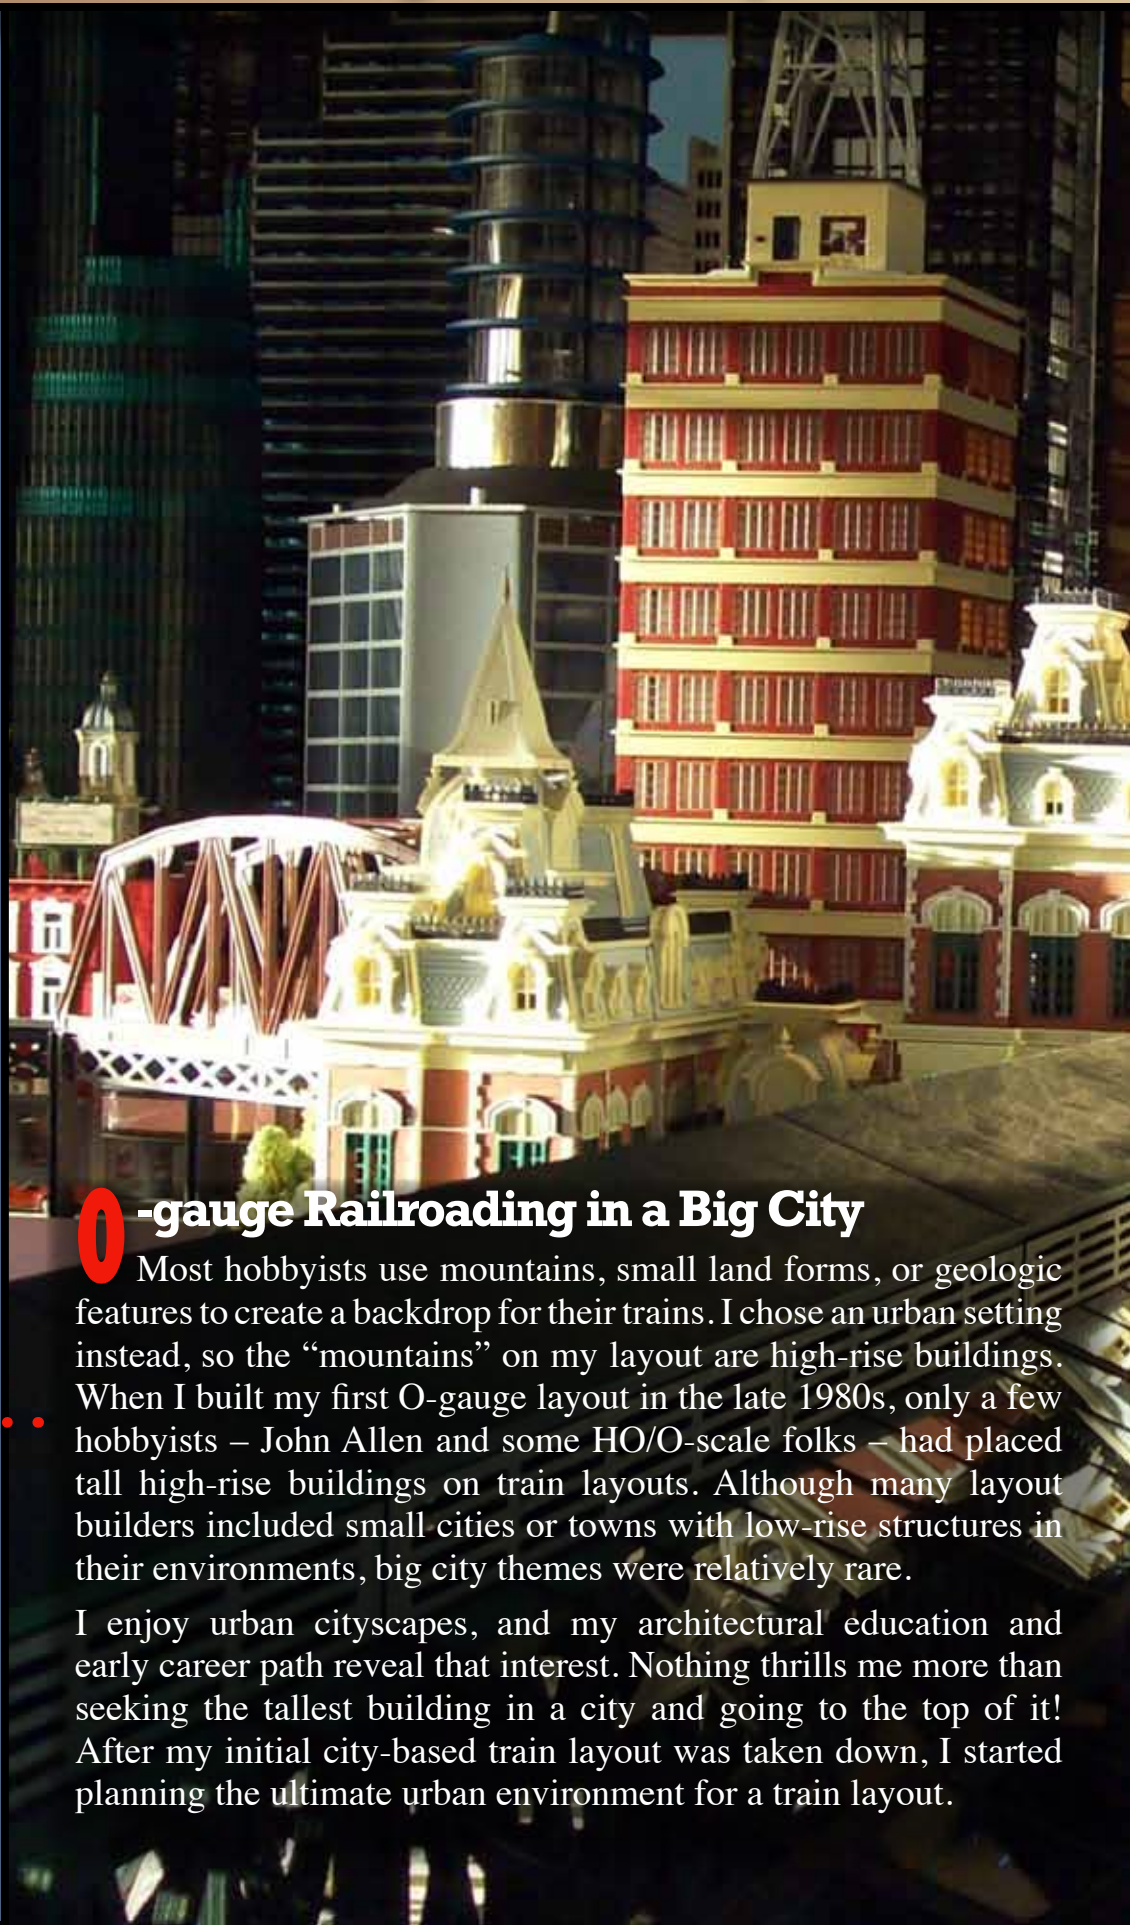 O-gauge Railroading in a Big City
Most hobbyists use mountains, small land forms, or geologic
features to create a backdrop for their trains. I chose an urban setting
instead, so the “mountains” on my layout are high-rise buildings.
When I built my first O-gauge layout in the late 1980s, only a few
hobbyists – John Allen and some HO/O-scale folks – had placed
tall high-rise buildings on train layouts. Although many layout
builders included small cities or towns with low-rise structures in
their environments, big city themes were relatively rare.
I enjoy urban cityscapes, and my architectural education and
early career path reveal that interest. Nothing thrills me more than
seeking the tallest building in a city and going to the top of it!
After my initial city-based train layout was taken down, I started
planning the ultimate urban environment for a train layout.